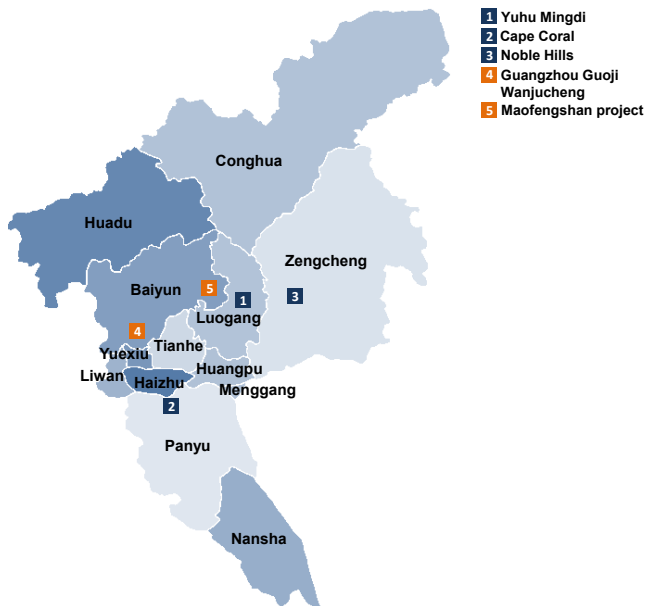 1 Yuhu Mingdi
2 Cape Coral
3 Noble Hills
4 Guangzhou Guoji
Wanjucheng
5 Maofengshan project
Conghua
Huadu
Zengcheng
Baiyun
5
1
3
Luogang
4
Tianhe
Yuexiu
Huangpu
Liwan
Haizhu
Menggang
2
Panyu
Nansha